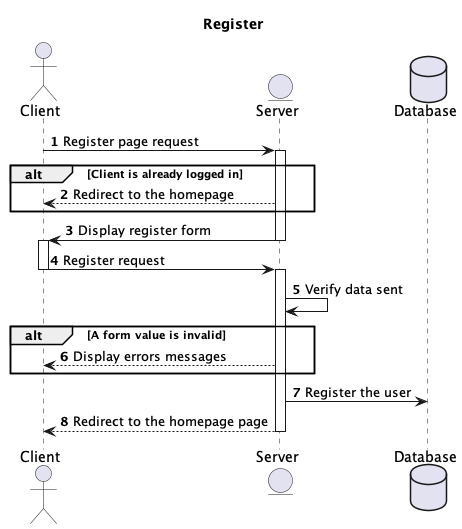 Register
Client
Server
Database
1 Register page request
alt [Client is already logged in]
2 Redirect to the homepage
3 Display register form
4 Register request
5 Verify data sent
alt [A form value is invalid]
6 Display errors messages
7 Register the user
8 Redirect to the homepage page
Client
Server
Database